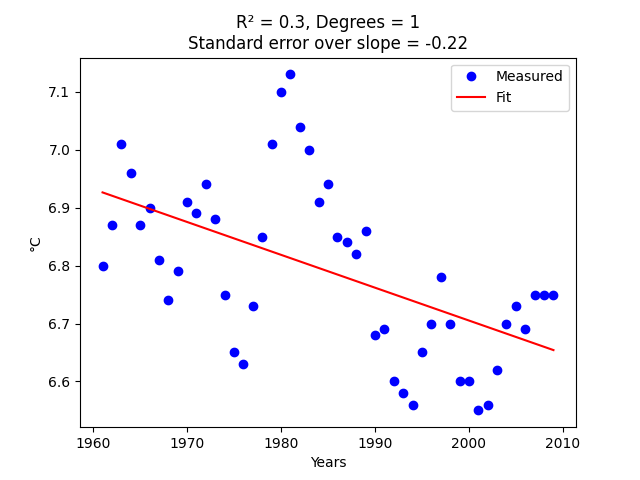 R² = 0.3, Degrees = 1
Standard error over slope = -0.22
Measured
Fit
7.1
7.0
6.9
6.8
6.7
6.6
°C
1960 1970 1980 1990 2000 2010
Years